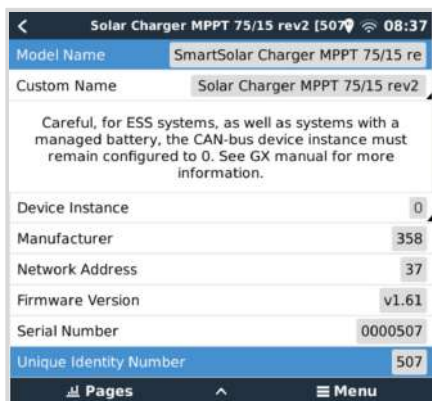 Solar Charger MPPT 75/15 rev2 [507 08:37
Model Name SmartSolar Charger MPPT 75/15 re
Custom Name Solar Charger MPPT 75/15 rev2
Careful, for ESS systems, as well as systems with a
managed battery, the CAN-bus device instance must
remain configured to 0. See GX manual for more
information.
Device Instance 0
Manufacturer 358
Network Address 37
Firmware Version v1.61
Serial Number 0000507
Unique Identity Number 507
Pages Menu